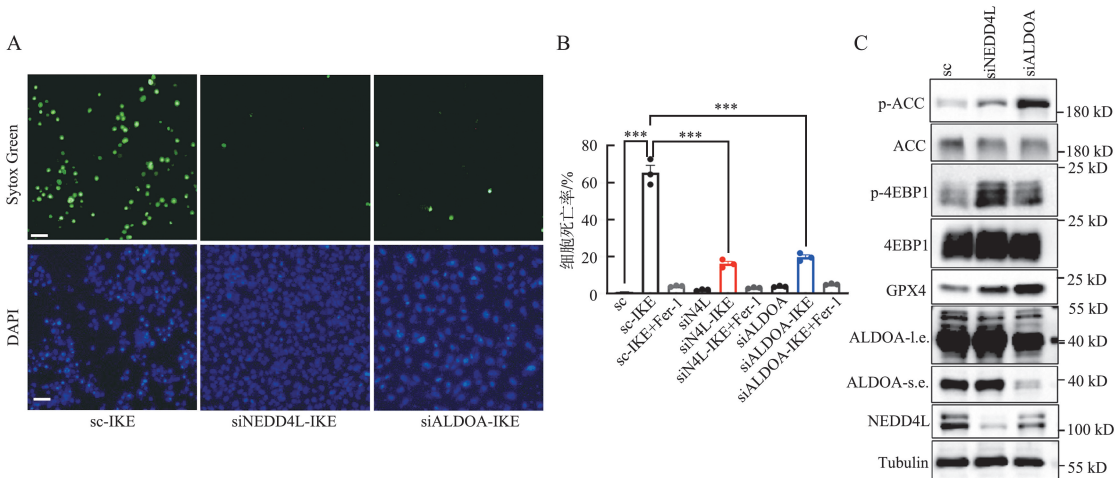 A
Sytox Green
DAPI
sc-IKE
siNEDD4L-IKE
siALDOA-IKE
B
细胞死亡率/%
80
60
40
20
0
***
***
***
sc
sc-IKE
sc-IKE+Fer-1
siN4L
siN4L-IKE
siN4L-IKE+Fer-1
siALDOA
siALDOA-IKE
siALDOA-IKE+Fer-1
C
sc
siNEDD4L
siALDOA
p-ACC
180 kD
ACC
180 kD
25 kD
p-4EBP1
25 kD
4EBP1
GPX4
25 kD
55 kD
ALDOA-l.e.
40 kD
ALDOA-s.e.
40 kD
NEDD4L
100 kD
Tubulin
55 kD